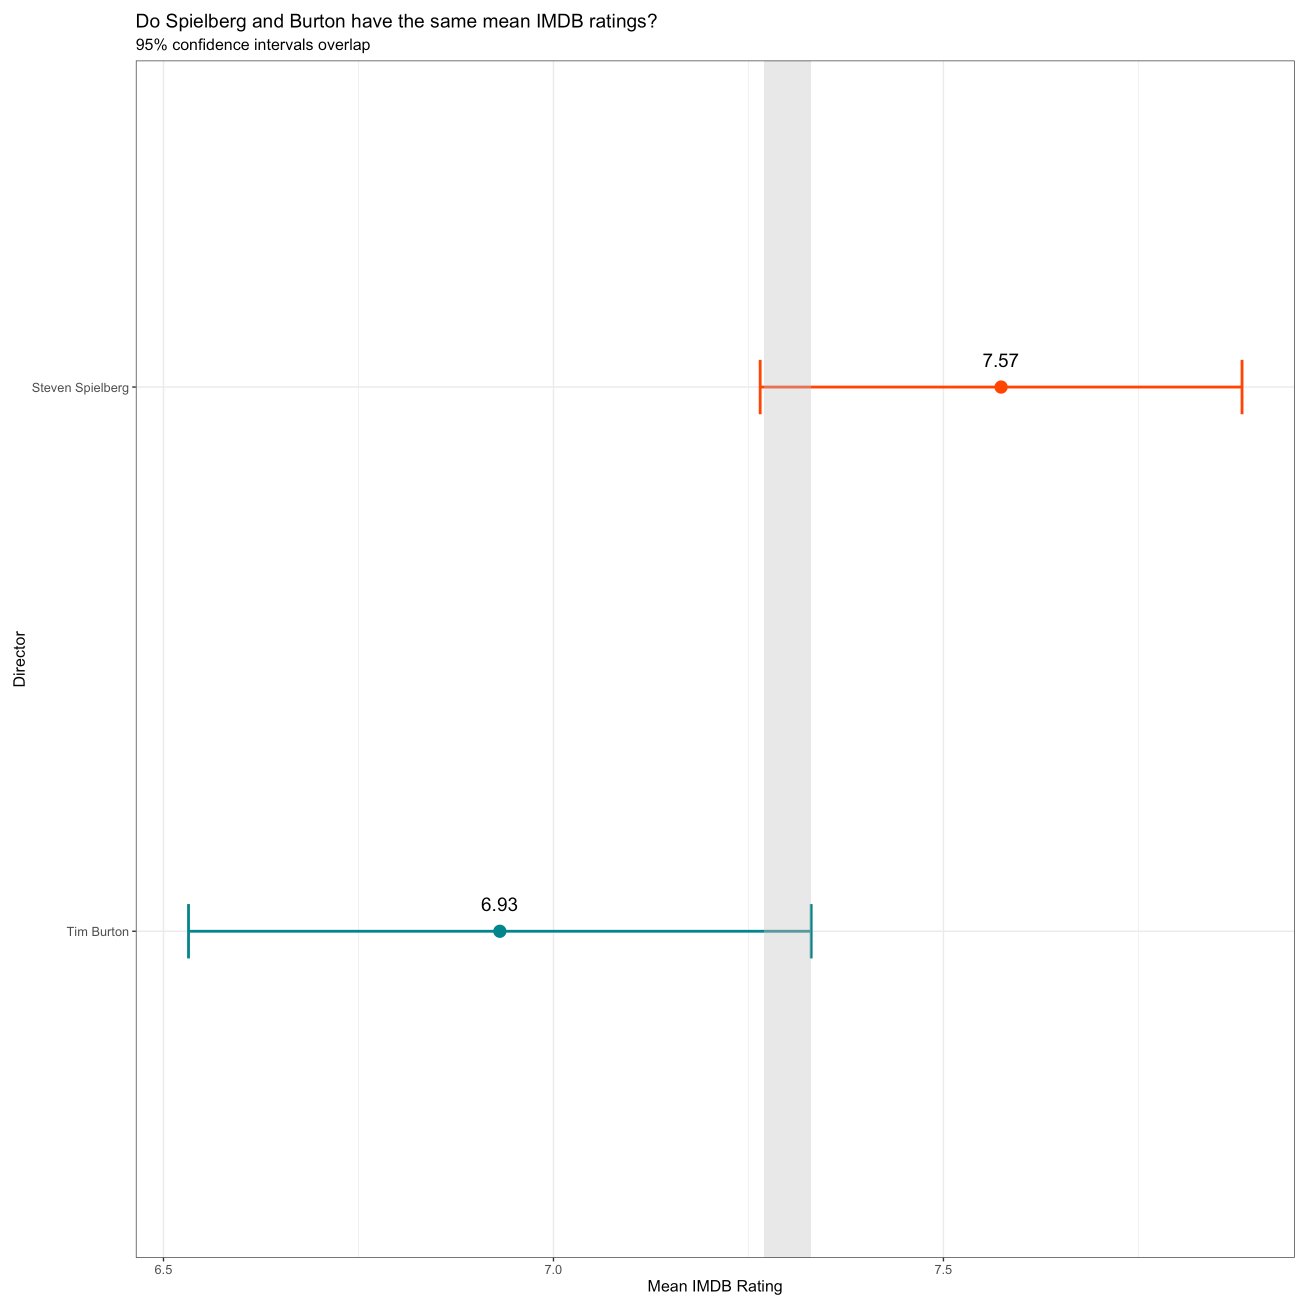 Do Spielberg and Burton have the same mean IMDB ratings?
95% confidence intervals overlap
7.57
Steven Spielberg
Director
6.93
Tim Burton
6.5 7.0 7.5
Mean IMDB Rating